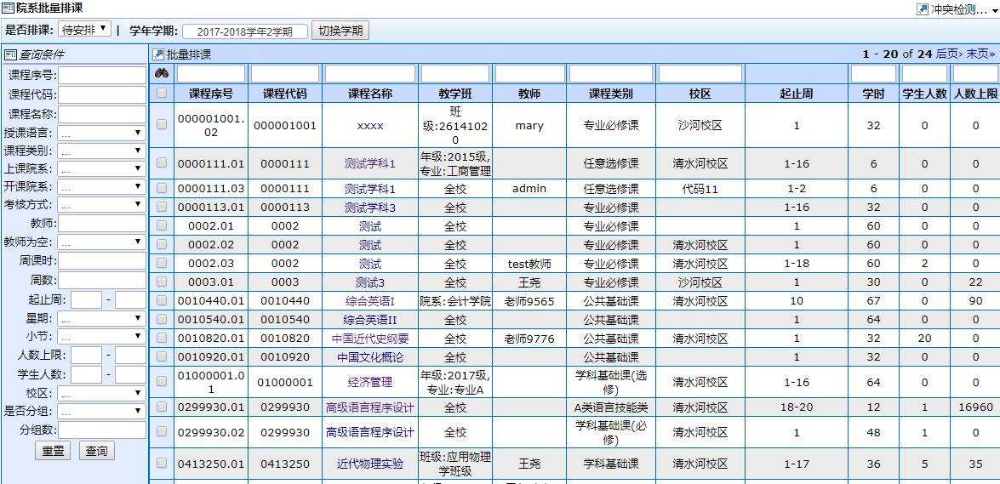 院系批量排课
冲突检测...
是否排课: 待安排 | 学年学期: 2017-2018学年2学期 切换学期
查询条件
课程序号:
课程代码:
课程名称:
授课语言: ...
课程类别: ...
上课院系: ...
开课院系: ...
考核方式: ...
教师:
教师为空: ...
周课时:
周数:
起止周: -
星期: ...
小节: ...
人数上限: -
学生人数: -
校区: ...
是否分组: ...
分组数:
重置 查询
批量排课 1 - 20 of 24 后页› 末页»
课程序号 课程代码 课程名称 教学班 教师 课程类别 校区 起止周 学时 学生人数 人数上限
000001001.02 000001001 xxxx 班级:26141020 mary 专业必修课 沙河校区 1 32 0 0
0000111.01 0000111 测试学科1 年级:2015级,专业:工商管理 任意选修课 清水河校区 1-16 6 0 0
0000111.03 0000111 测试学科1 全校 admin 任意选修课 代码11 1-2 6 0 0
0000113.01 0000113 测试学科3 全校 专业必修课 1-16 32 0 0
0002.01 0002 测试 全校 专业必修课 1 60 0 0
0002.02 0002 测试 全校 专业必修课 清水河校区 1 60 0 0
0002.03 0002 测试 全校 test教师 专业必修课 清水河校区 1-18 60 2 0
0003.01 0003 测试3 全校 王尧 专业必修课 沙河校区 1 30 0 22
0010440.01 0010440 综合英语I 院系:会计学院 老师9565 公共基础课 清水河校区 10 67 0 90
0010540.01 0010540 综合英语II 全校 公共基础课 1 64 0 0
0010820.01 0010820 中国近代史纲要 全校 老师9776 公共基础课 清水河校区 1 32 20 0
0010920.01 0010920 中国文化概论 全校 公共基础课 1 32 0 0
01000001.01 01000001 经济管理 年级:2017级,专业:专业A 学科基础课(选修) 清水河校区 1-16 64 0 0
0299930.01 0299930 高级语言程序设计 全校 A类语言技能类 清水河校区 18-20 12 1 16960
0299930.02 0299930 高级语言程序设计 全校 学科基础课(必修) 清水河校区 1 48 1 0
0413250.01 0413250 近代物理实验 班级:应用物理学班级 王尧 学科基础课 清水河校区 1-17 36 5 35